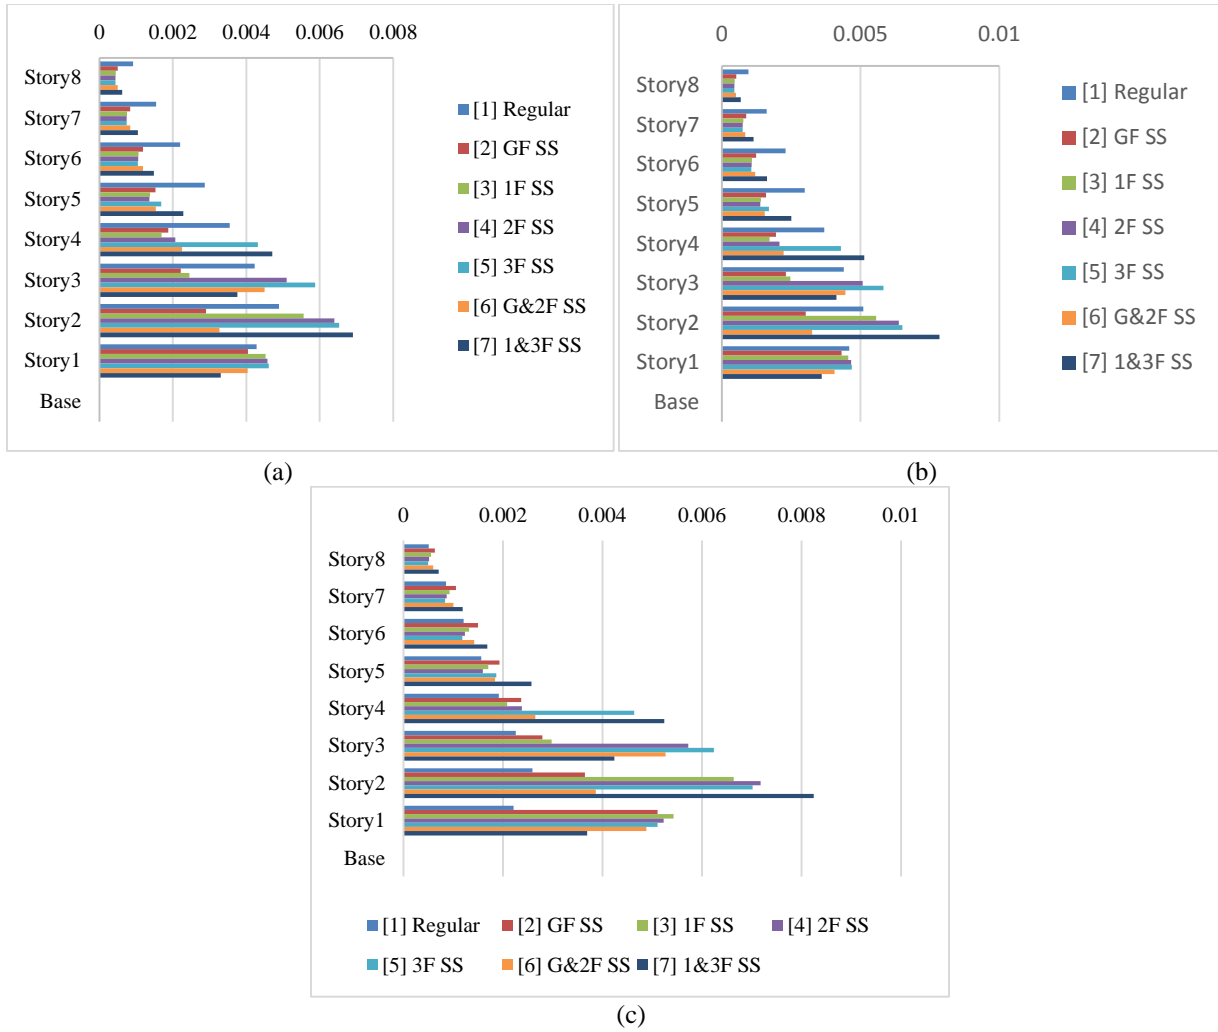 0 0.002 0.004 0.006 0.008
Story8
Story7
Story6
Story5
Story4
Story3
Story2
Story1
Base
[1] Regular
[2] GF SS
[3] 1F SS
[4] 2F SS
[5] 3F SS
[6] G&2F SS
[7] 1&3F SS
(a)
0 0.005 0.01
Story8
Story7
Story6
Story5
Story4
Story3
Story2
Story1
Base
[1] Regular
[2] GF SS
[3] 1F SS
[4] 2F SS
[5] 3F SS
[6] G&2F SS
[7] 1&3F SS
(b)
0 0.002 0.004 0.006 0.008 0.01
Story8
Story7
Story6
Story5
Story4
Story3
Story2
Story1
Base
[1] Regular [2] GF SS [3] 1F SS [4] 2F SS
[5] 3F SS [6] G&2F SS [7] 1&3F SS
(c)